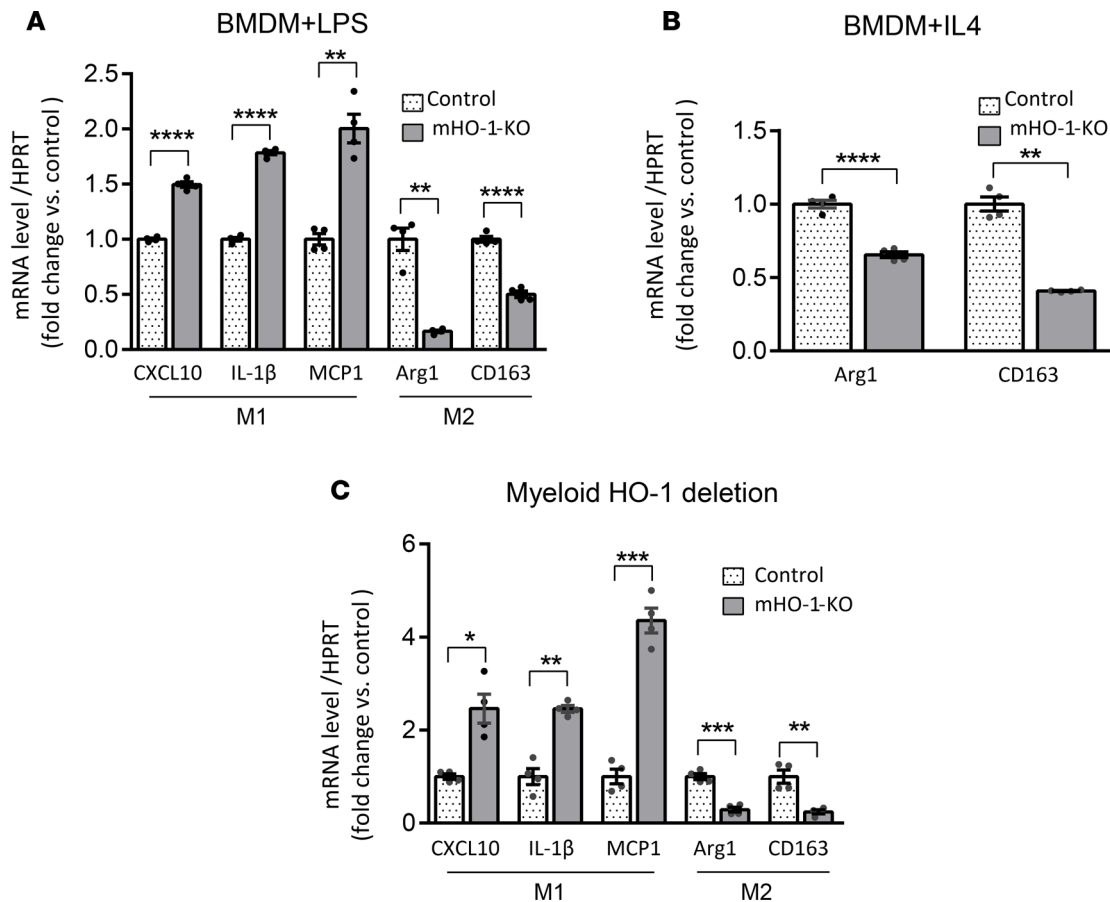 A
BMDM+LPS
mRNA level /HPRT
(fold change vs. control )
2.5
2.0
1.5
1.0
0.5
0.0
**** **** ** ** ****
Control
mHO-1-KO
CXCL10 IL-1β MCP1 Arg1 CD163
M1 M2
B
BMDM+IL4
mRNA level /HPRT
(fold change vs. control )
1.5
1.0
0.5
0.0
**** **
Control
mHO-1-KO
Arg1 CD163
C
Myeloid HO-1 deletion
mRNA level /HPRT
(fold change vs. control )
6
4
2
0
* ** *** *** **
Control
mHO-1-KO
CXCL10 IL-1β MCP1 Arg1 CD163
M1 M2